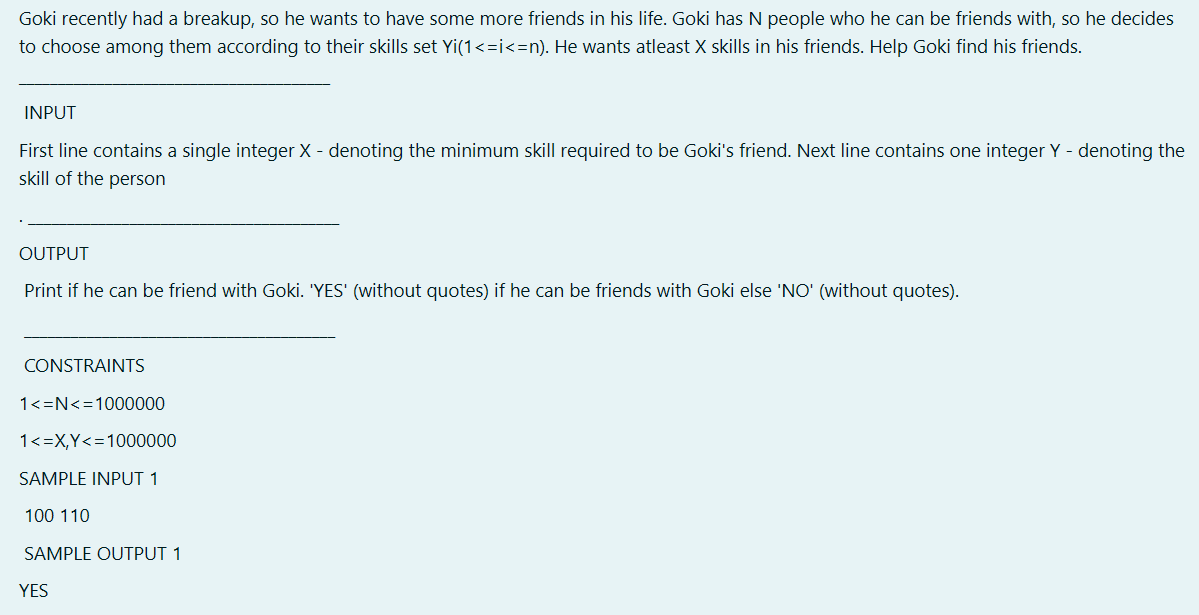 Goki recently had a breakup, so he wants to have some more friends in his life. Goki has N people who he can be friends with, so he decides
to choose among them according to their skills set Yi(1<=i<=n). He wants atleast X skills in his friends. Help Goki find his friends.
INPUT
First line contains a single integer X - denoting the minimum skill required to be Goki's friend. Next line contains one integer Y - denoting the
skill of the person
.
OUTPUT
Print if he can be friend with Goki. 'YES' (without quotes) if he can be friends with Goki else 'NO' (without quotes).
CONSTRAINTS
1<=N<=1000000
1<=X,Y<=1000000
SAMPLE INPUT 1
100 110
SAMPLE OUTPUT 1
YES